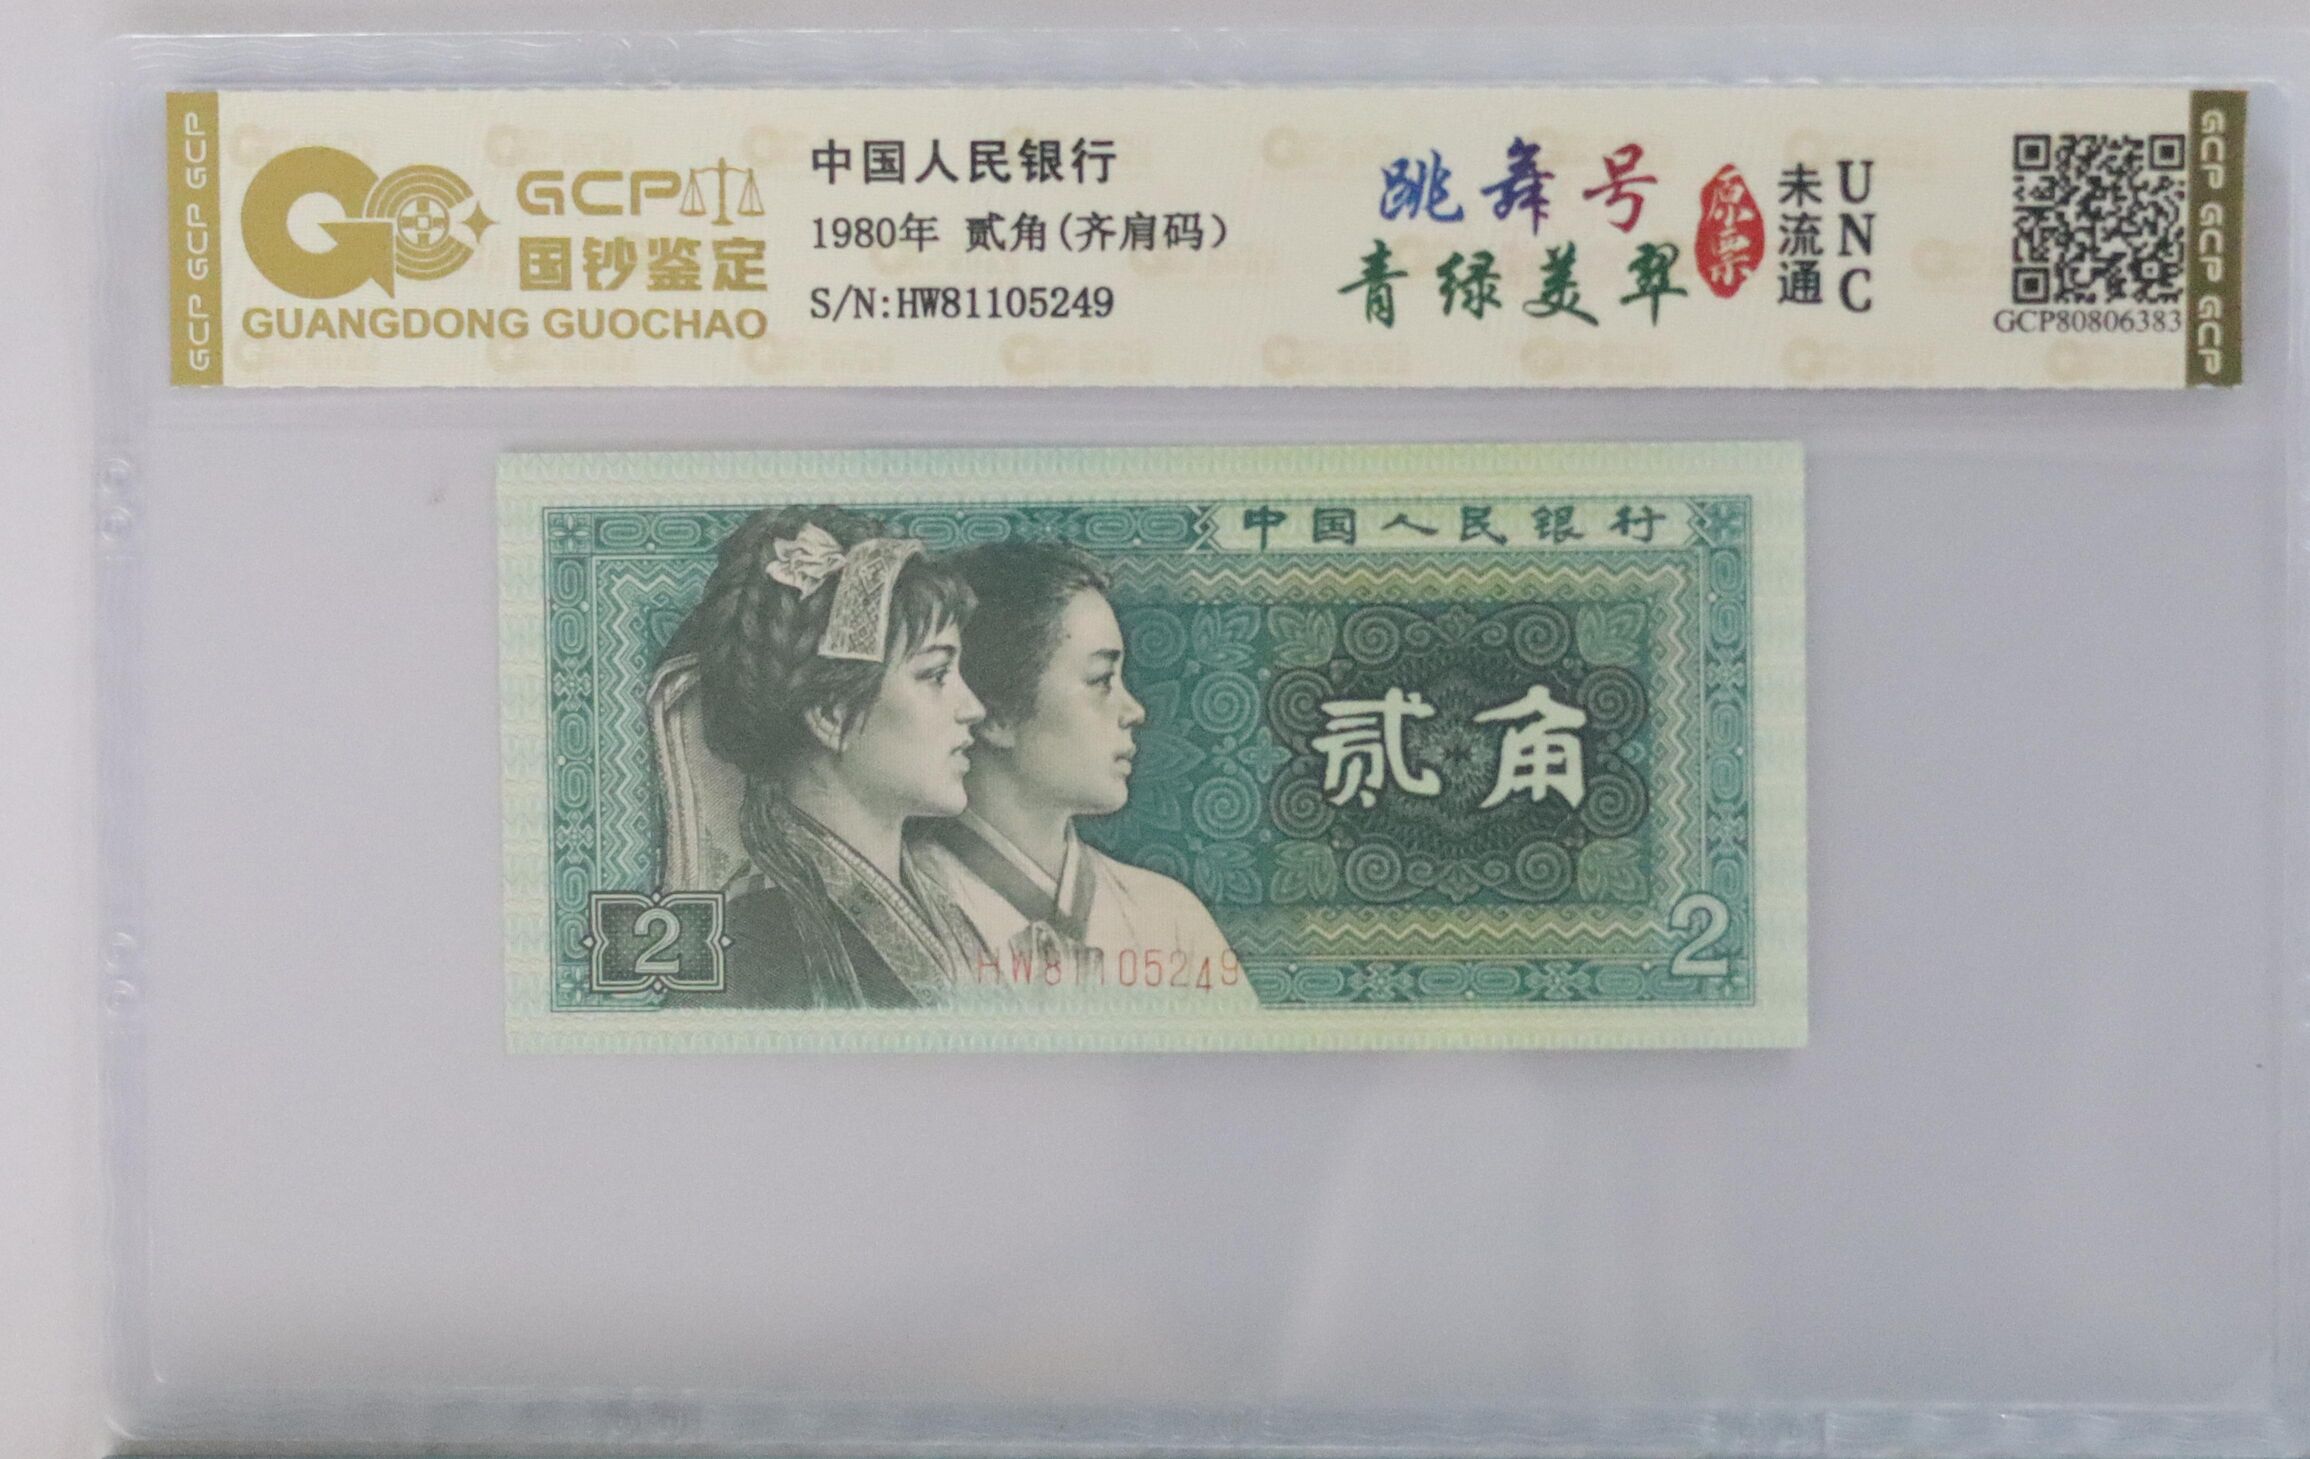 GCP GCP GCP
GCP
国钞鉴定
GUANGDONG GUOCHAO
中国人民银行
1980年 贰角(齐肩码)
S/N:HW81105249
跳舞号
青绿美翠
原票
未流通
UNC
GCP80806383
GCP GCP GCP
中国人民银行
贰角
2
HW81105249
2